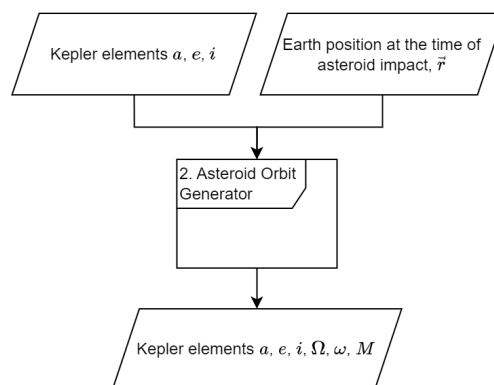 Kepler elements a, e, i
Earth position at the time of
asteroid impact, r⃗
2. Asteroid Orbit
Generator
Kepler elements a, e, i, Ω, ω, M